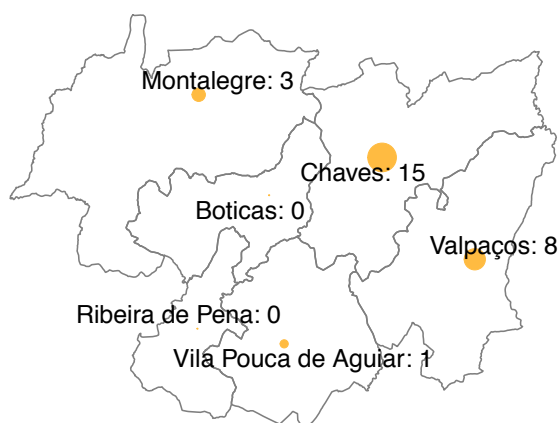 Montalegre: 3
Chaves: 15
Boticas: 0
Valpaços: 8
Ribeira de Pena: 0
Vila Pouca de Aguiar: 1